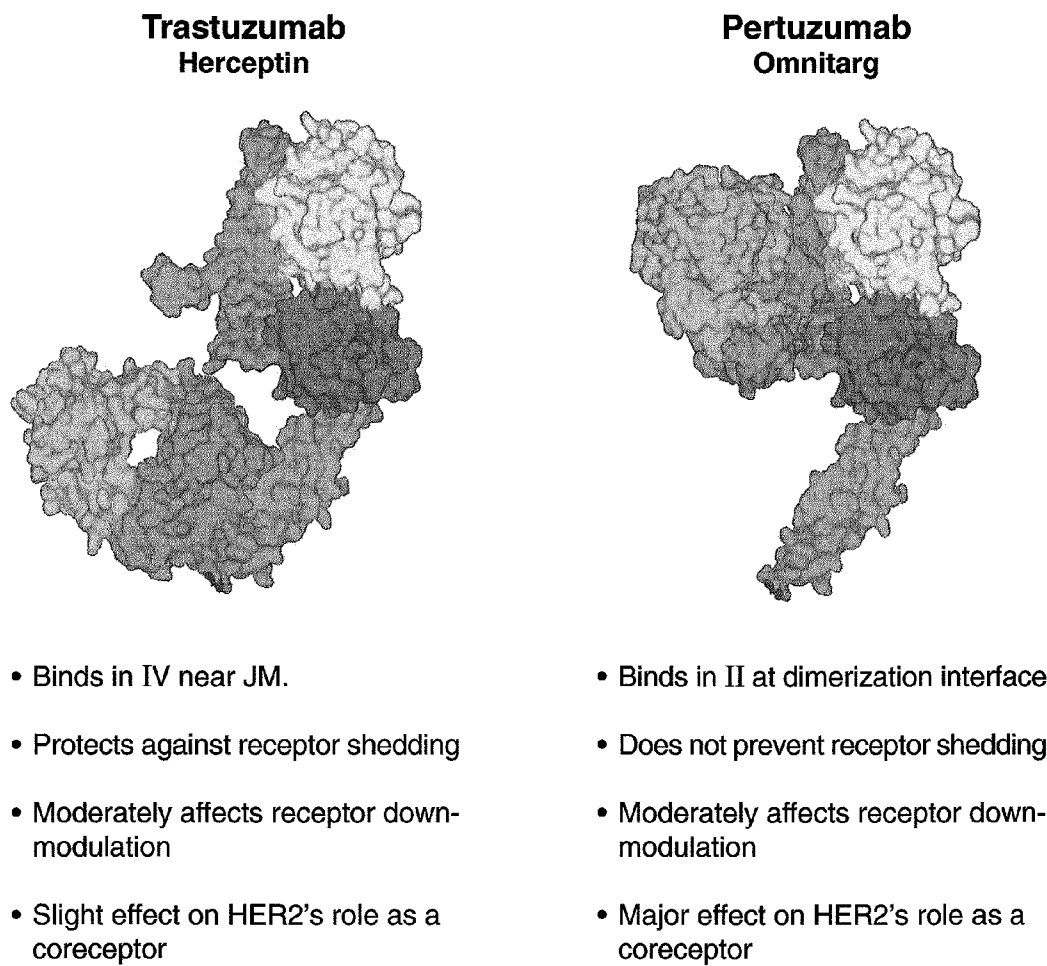 Trastuzumab
Herceptin
• Binds in IV near JM.
• Protects against receptor shedding
• Moderately affects receptor down-
modulation
• Slight effect on HER2's role as a
coreceptor
Pertuzumab
Omnitarg
• Binds in II at dimerization interface
• Does not prevent receptor shedding
• Moderately affects receptor down-
modulation
• Major effect on HER2's role as a
coreceptor